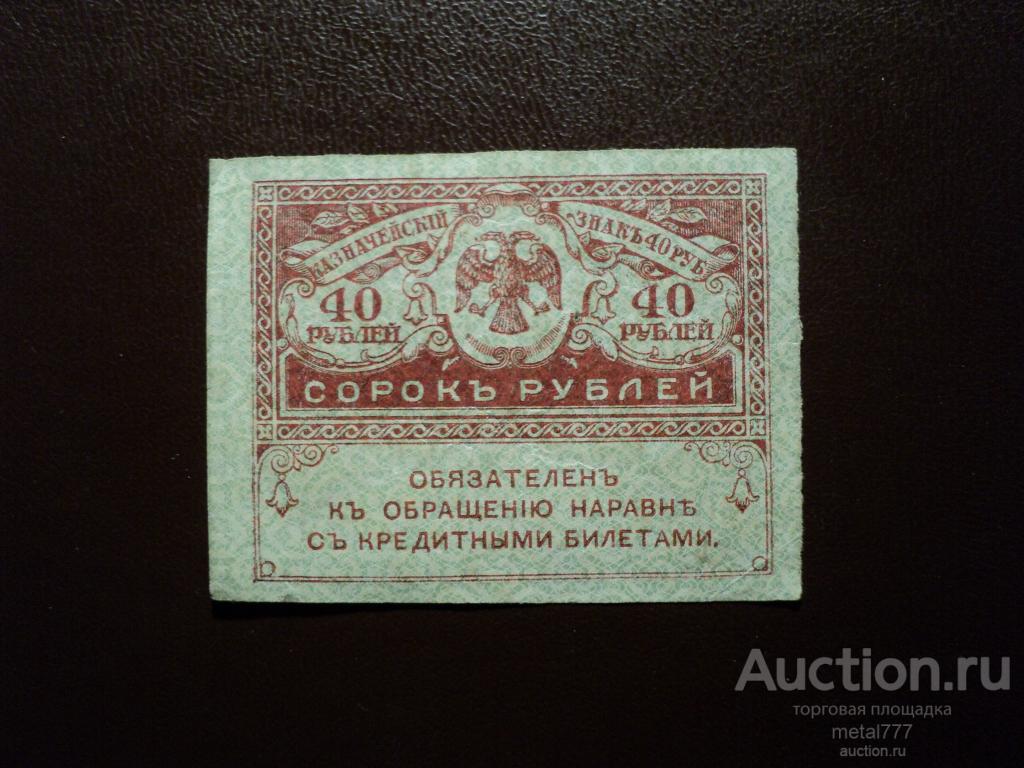 КАЗНАЧЕЙСКІЙ ЗНАКЪ 40 РУБ
40 40
РУБЛЕЙ РУБЛЕЙ
СОРОКЪ РУБЛЕЙ
ОБЯЗАТЕЛЕНЪ
КЪ ОБРАЩЕНІЮ НАРАВНѢ
СЪ КРЕДИТНЫМИ БИЛЕТАМИ.
Auction.ru
торговая площадка
metal777
auction.ru